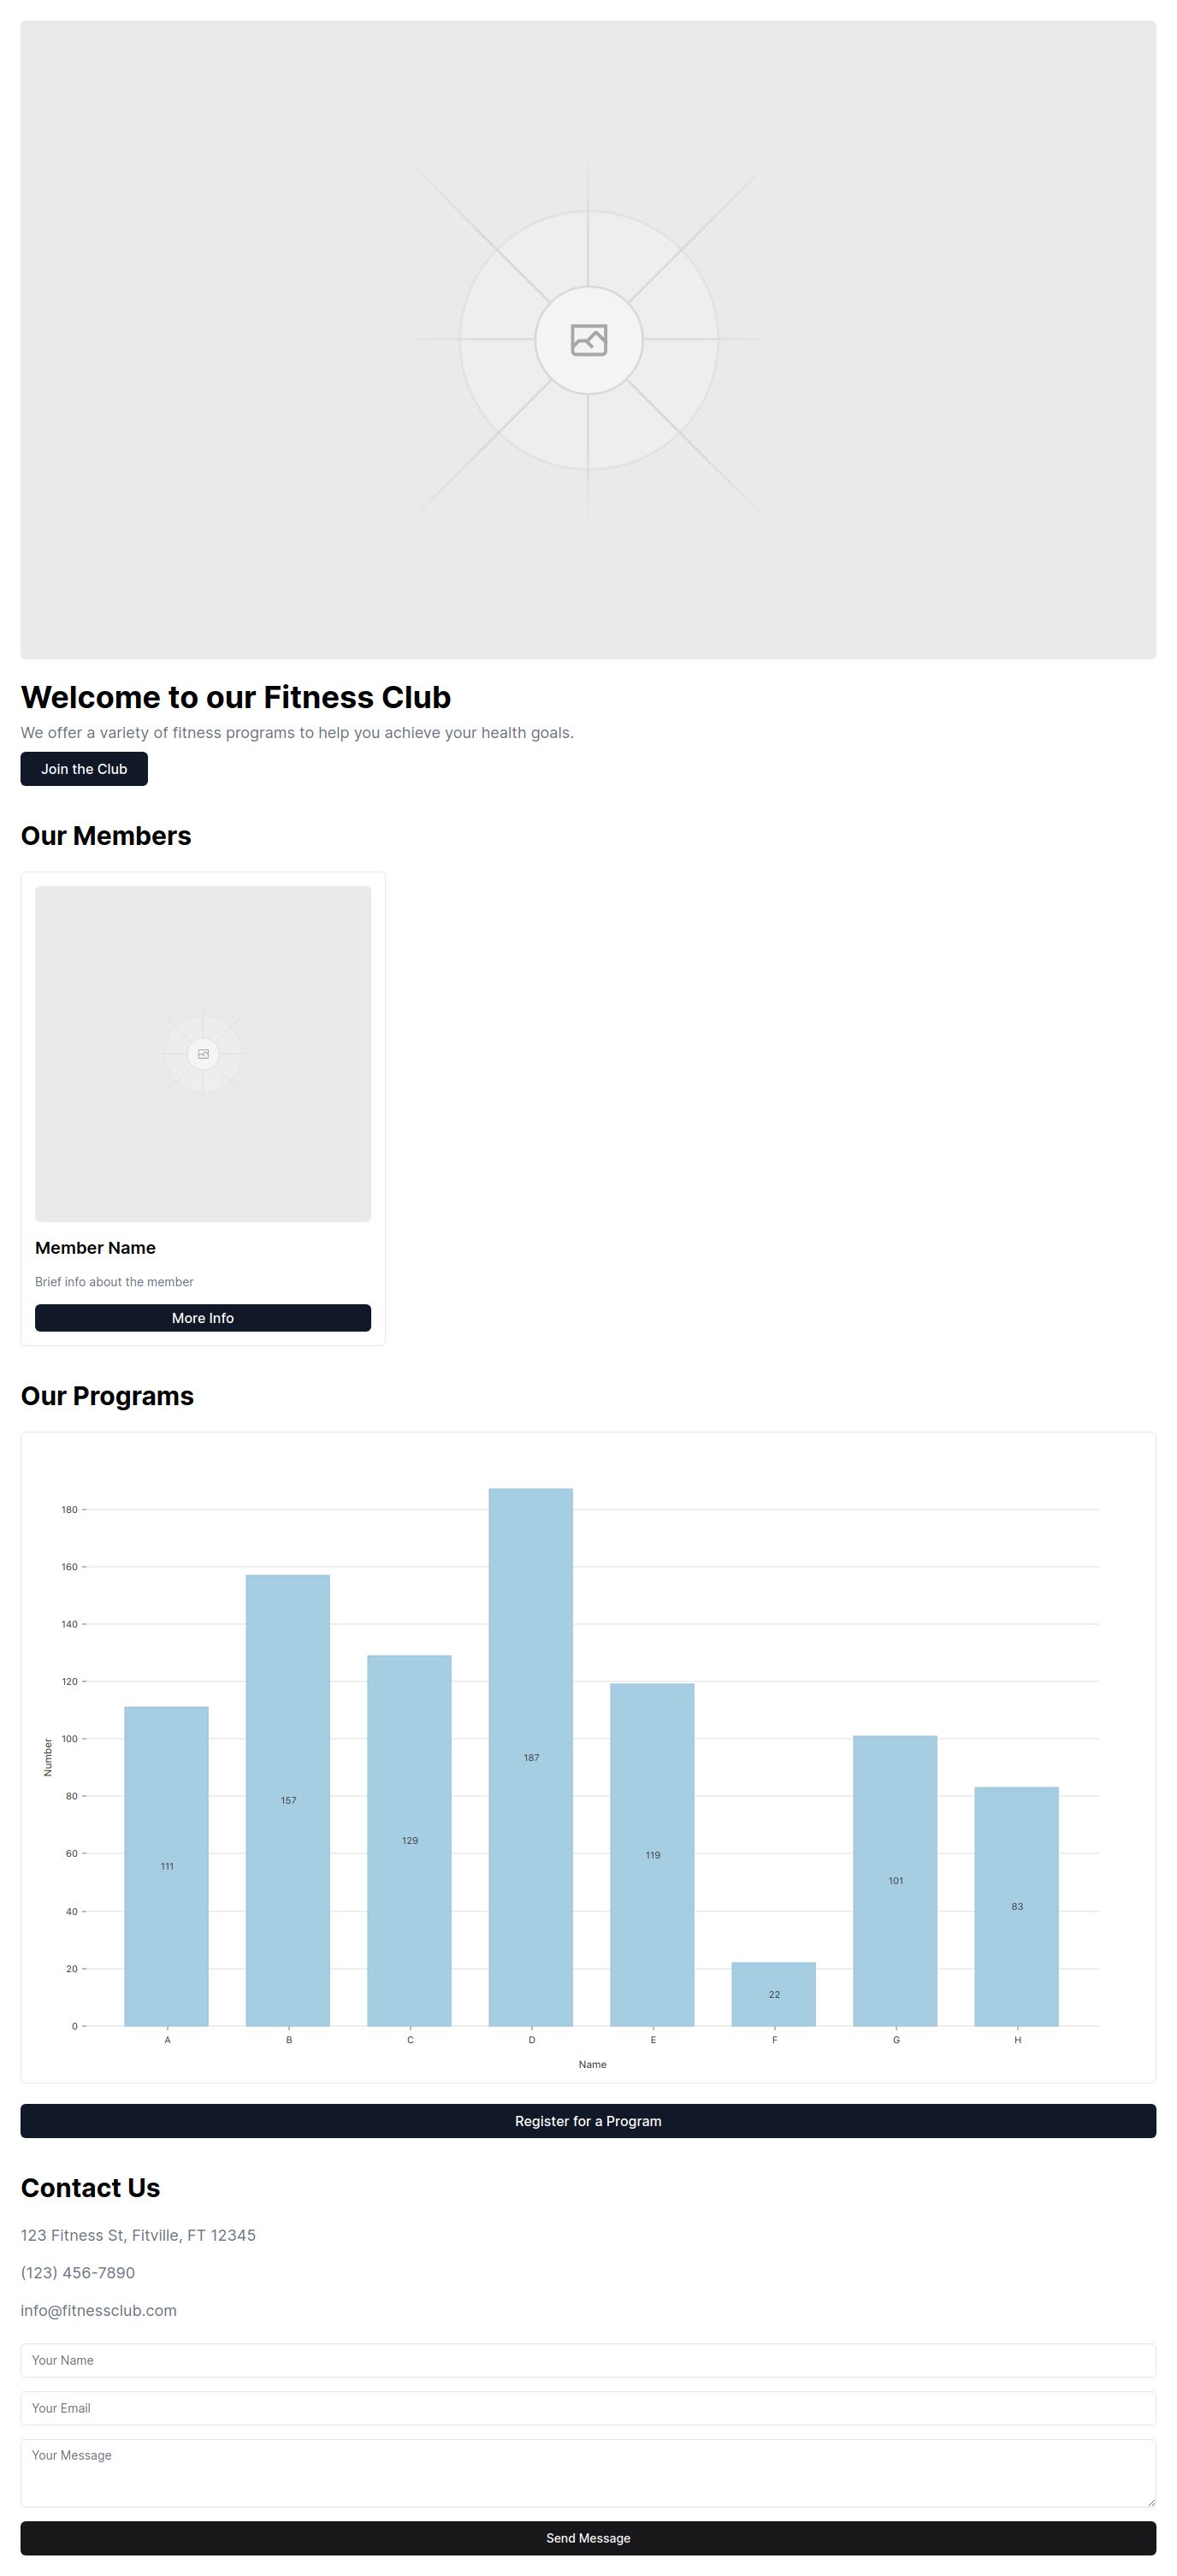 Welcome to our Fitness Club
We offer a variety of fitness programs to help you achieve your health goals.
Join the Club
Our Members
Member Name
Brief info about the member
More Info
Our Programs
180
160
140
120
100
80
60
40
20
0
Number
111
157
129
187
119
22
101
83
A B C D E F G H
Name
Register for a Program
Contact Us
123 Fitness St, Fitville, FT 12345
(123) 456-7890
info@fitnessclub.com
Your Name
Your Email
Your Message
Send Message